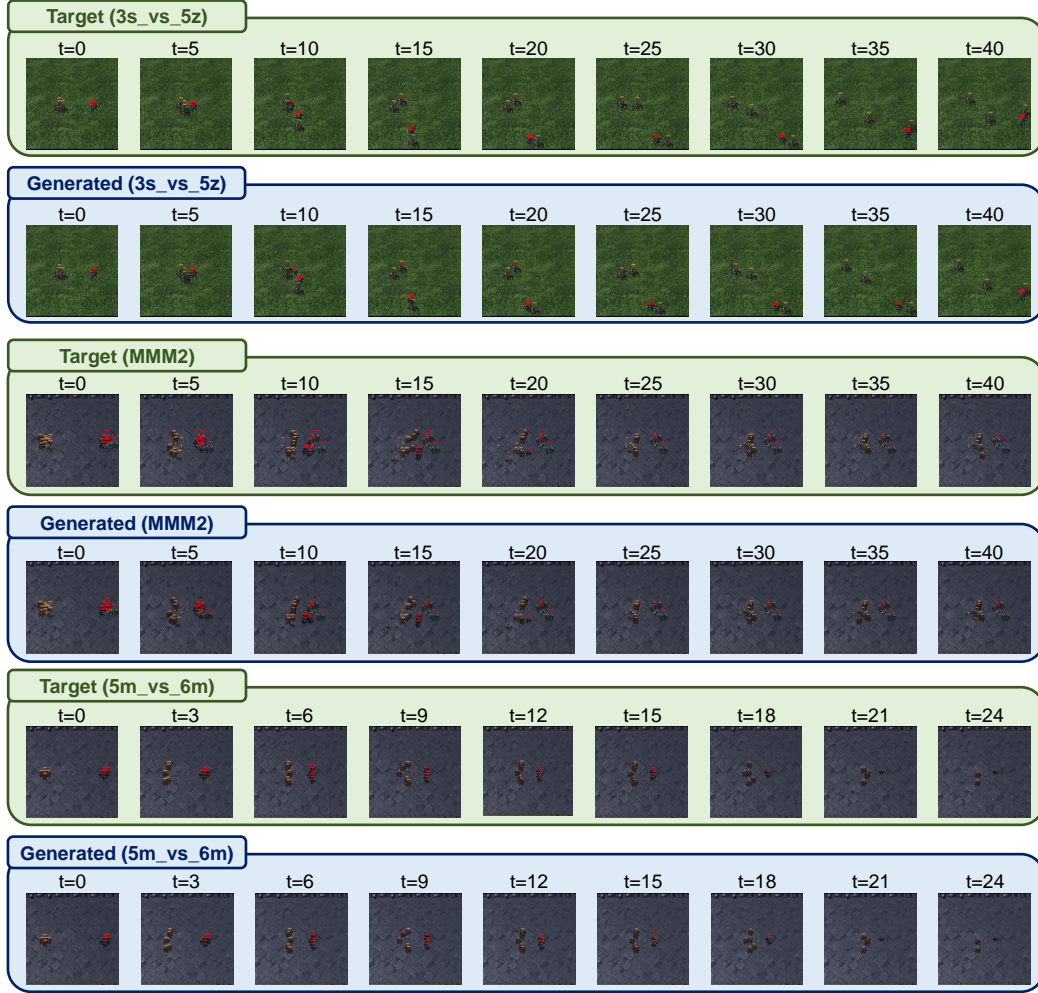 Target (3s_vs_5z)
t=0 t=5 t=10 t=15 t=20 t=25 t=30 t=35 t=40
Generated (3s_vs_5z)
t=0 t=5 t=10 t=15 t=20 t=25 t=30 t=35 t=40
Target (MMM2)
t=0 t=5 t=10 t=15 t=20 t=25 t=30 t=35 t=40
Generated (MMM2)
t=0 t=5 t=10 t=15 t=20 t=25 t=30 t=35 t=40
Target (5m_vs_6m)
t=0 t=3 t=6 t=9 t=12 t=15 t=18 t=21 t=24
Generated (5m_vs_6m)
t=0 t=3 t=6 t=9 t=12 t=15 t=18 t=21 t=24